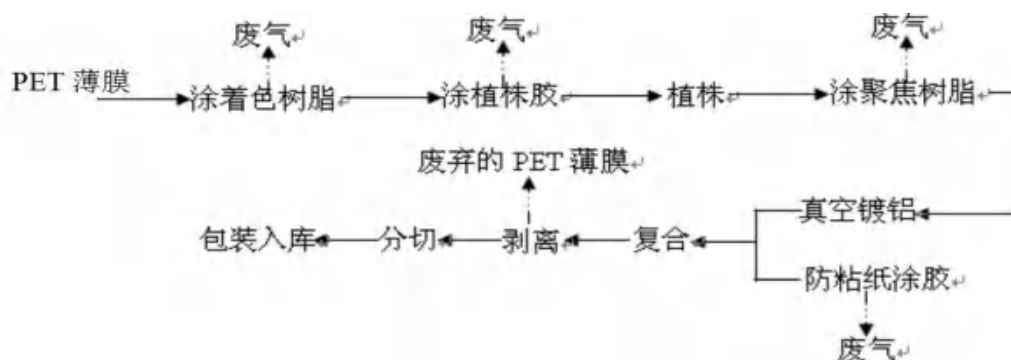 废气 废气 废气
PET 薄膜 涂着色树脂 涂植株胶 植株 涂聚焦树脂
废弃的 PET 薄膜
真空镀铝
包装入库 分切 剥离 复合
防粘纸涂胶
废气